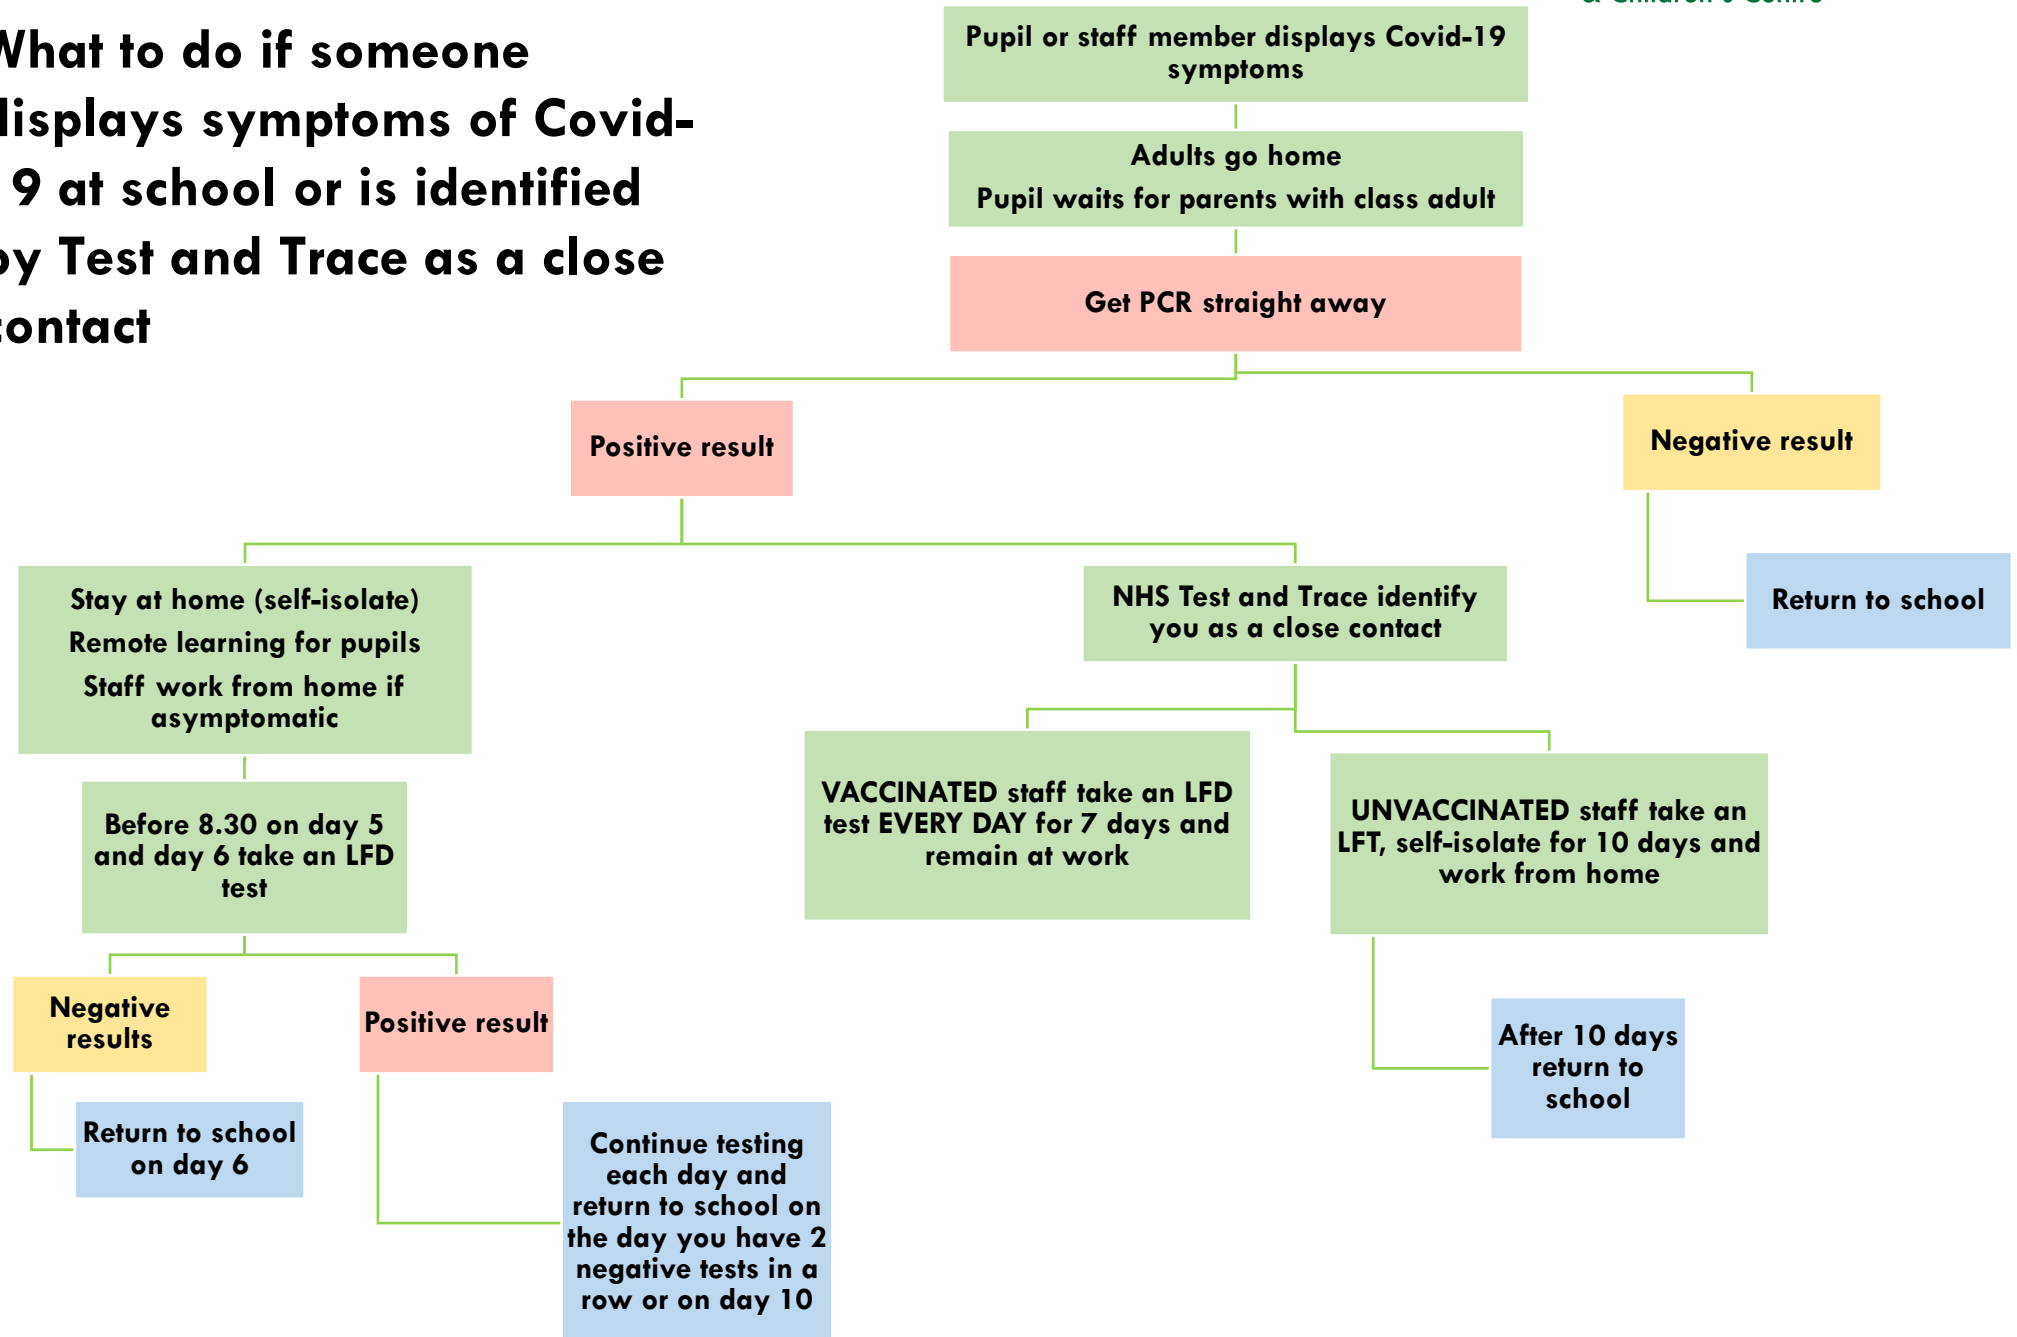 What to do if someone
displays symptoms of Covid-
19 at school or is identified
by Test and Trace as a close
contact
& Children's Centre
Pupil or staff member displays Covid-19
symptoms
Adults go home
Pupil waits for parents with class adult
Get PCR straight away
Positive result
Negative result
Return to school
Stay at home (self-isolate)
Remote learning for pupils
Staff work from home if
asymptomatic
NHS Test and Trace identify
you as a close contact
Before 8.30 on day 5
and day 6 take an LFD
test
VACCINATED staff take an LFD
test EVERY DAY for 7 days and
remain at work
UNVACCINATED staff take an
LFT, self-isolate for 10 days and
work from home
Negative
results
Positive result
Return to school
on day 6
Continue testing
each day and
return to school on
the day you have 2
negative tests in a
row or on day 10
After 10 days
return to
school